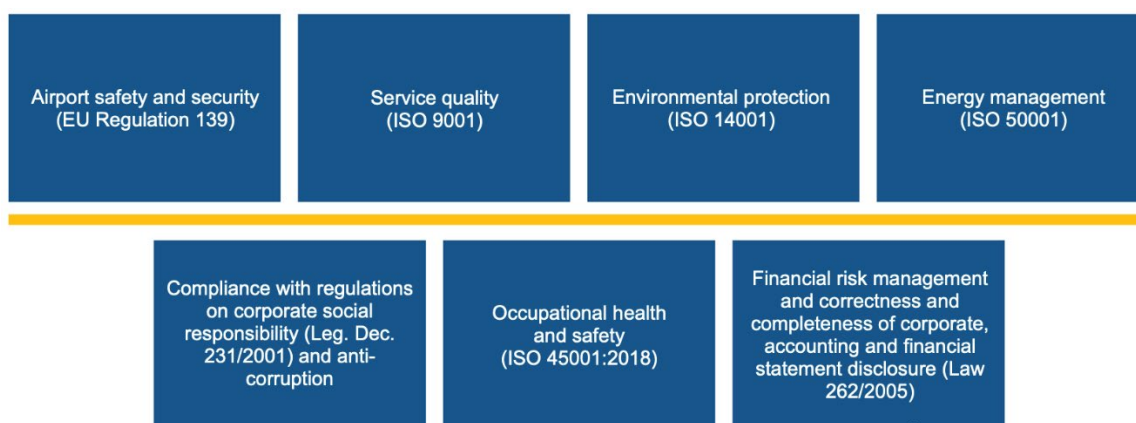 Airport safety and security
(EU Regulation 139)
Service quality
(ISO 9001)
Environmental protection
(ISO 14001)
Energy management
(ISO 50001)
Compliance with regulations
on corporate social
responsibility (Leg. Dec.
231/2001) and anti-
corruption
Occupational health
and safety
(ISO 45001:2018)
Financial risk management
and correctness and
completeness of corporate,
accounting and financial
statement disclosure (Law
262/2005)